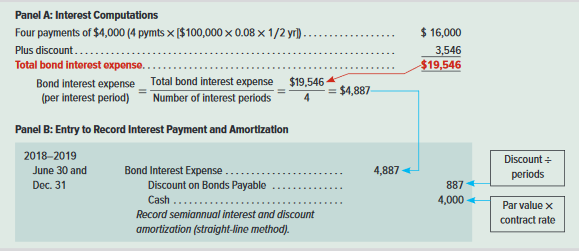 Panel A: Interest Computations
Four payments of $4,000 (4 pymts × [$100,000 × 0.08 × 1/2 yr]) . . . . . . . . . . . . . . . . . . $ 16,000
Plus discount . . . . . . . . . . . . . . . . . . . . . . . . . . . . . . . . . . . . . . . . . . . . . . . . . . . . 3,546
Total bond interest expense. . . . . . . . . . . . . . . . . . . . . . . . . . . . . . . . . . . . . . . . . $19,546
Bond interest expense (per interest period) = Total bond interest expense / Number of interest periods = $19,546 / 4 = $4,887
Panel B: Entry to Record Interest Payment and Amortization
2018–2019
June 30 and Bond Interest Expense . . . . . . . . . . . . . . . . . . . . 4,887
Dec. 31 Discount on Bonds Payable . . . . . . . . . . . . 887
Cash . . . . . . . . . . . . . . . . . . . . . . . . . . . . 4,000
Record semiannual interest and discount
amortization (straight-line method).
Discount ÷
periods
Par value ×
contract rate